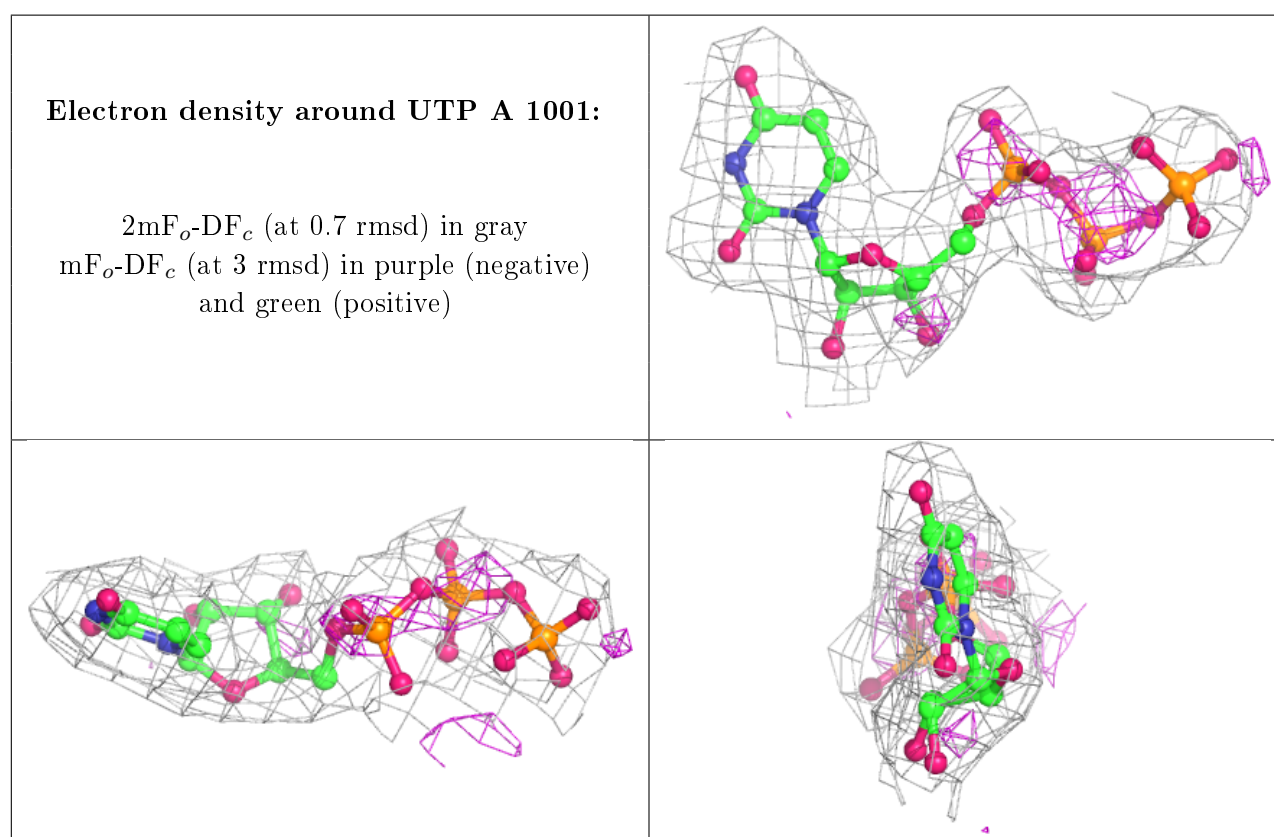 Electron density around UTP A 1001:
2mFo-DFc (at 0.7 rmsd) in gray
mFo-DFc (at 3 rmsd) in purple (negative)
and green (positive)